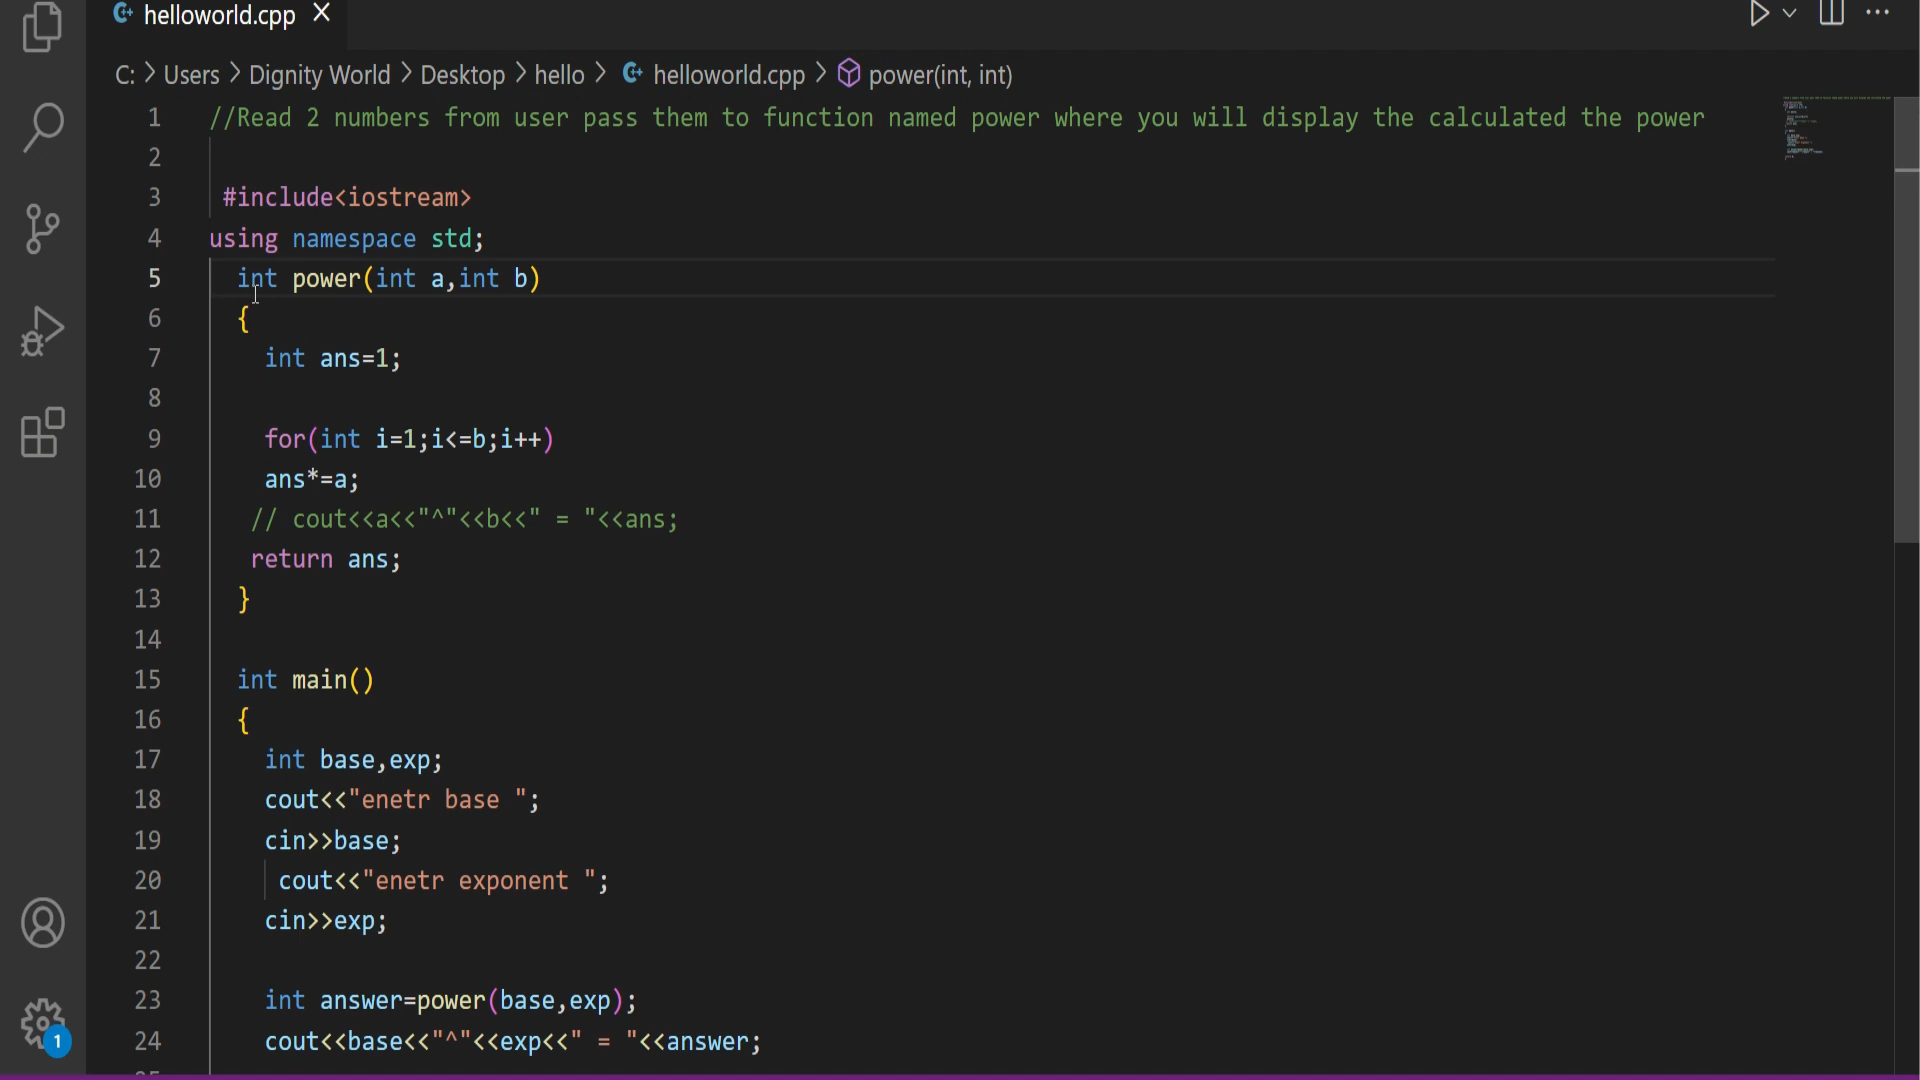 helloworld.cpp
C: > Users > Dignity World > Desktop > hello > helloworld.cpp > power(int, int)
1 //Read 2 numbers from user pass them to function named power where you will display the calculated the power
2
3 #include<iostream>
4 using namespace std;
5 int power(int a,int b)
6 {
7 int ans=1;
8
9 for(int i=1;i<=b;i++)
10 ans*=a;
11 // cout<<a<<"^"<<b<<" = "<<ans;
12 return ans;
13 }
14
15 int main()
16 {
17 int base,exp;
18 cout<<"enetr base ";
19 cin>>base;
20 cout<<"enetr exponent ";
21 cin>>exp;
22
23 int answer=power(base,exp);
24 cout<<base<<"^"<<exp<<" = "<<answer;
1